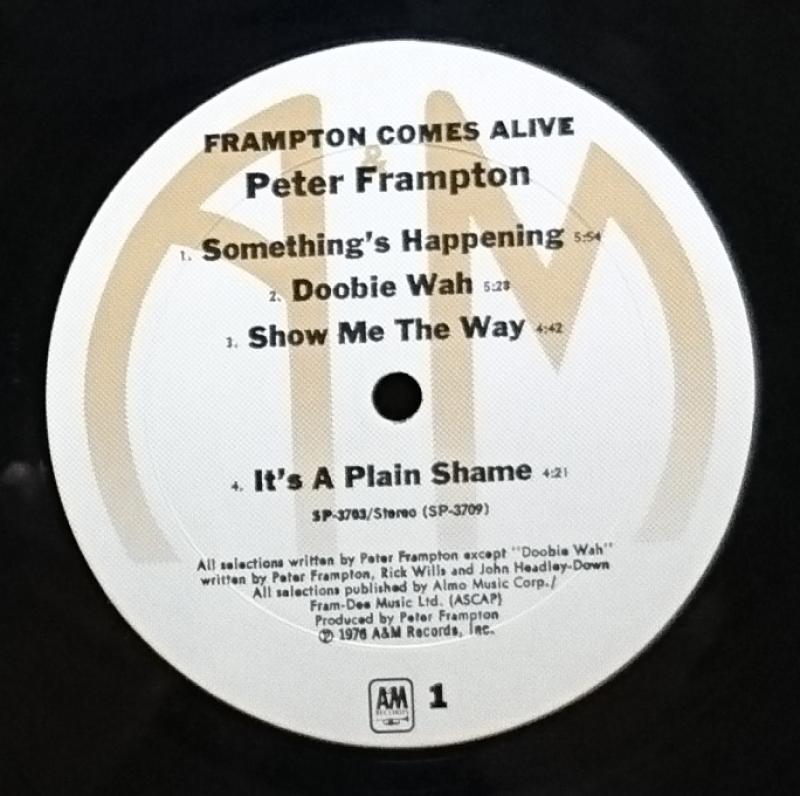 FRAMPTON COMES ALIVE
Peter Frampton
1. Something's Happening 5:54
2. Doobie Wah 5:28
3. Show Me The Way 4:42
4. It's A Plain Shame 4:21
SP-3703/Stereo (SP-3709)
All selections written by Peter Frampton except "Doobie Wah"
written by Peter Frampton, Rick Wills and John Headley-Down
All selections published by Almo Music Corp./
Fram-Dee Music Ltd. (ASCAP)
Produced by Peter Frampton
℗ 1976 A&M Records, Inc.
AM RECORDS 1